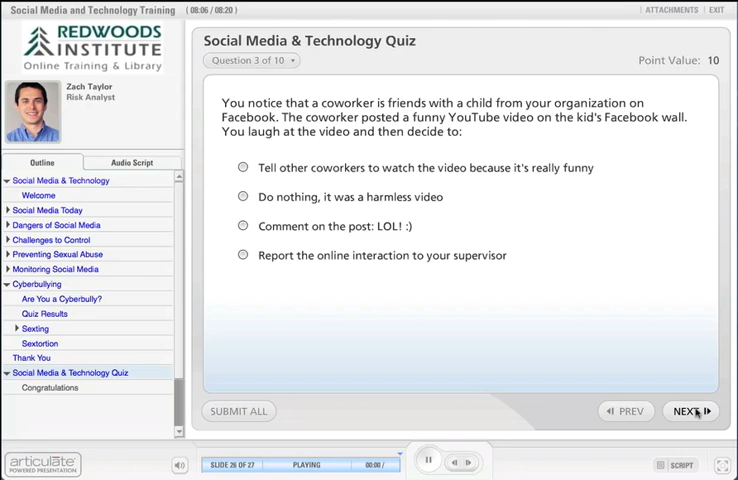 Social Media and Technology Training ( 08:06 / 08:20 )
ATTACHMENTS EXIT
REDWOODS
INSTITUTE
Online Training & Library
Zach Taylor
Risk Analyst
Outline
Audio Script
Social Media & Technology
Welcome
Social Media Today
Dangers of Social Media
Challenges to Control
Preventing Sexual Abuse
Monitoring Social Media
Cyberbullying
Are You a Cyberbully?
Quiz Results
Sexting
Sextortion
Thank You
Social Media & Technology Quiz
Congratulations
Social Media & Technology Quiz
Question 3 of 10
Point Value: 10
You notice that a coworker is friends with a child from your organization on
Facebook. The coworker posted a funny YouTube video on the kid's Facebook wall.
You laugh at the video and then decide to:
Tell other coworkers to watch the video because it's really funny
Do nothing, it was a harmless video
Comment on the post: LOL! :)
Report the online interaction to your supervisor
SUBMIT ALL
PREV
NEXT
articulate
POWERED PRESENTATION
SLIDE 26 OF 27 PLAYING 00:00 /
SCRIPT